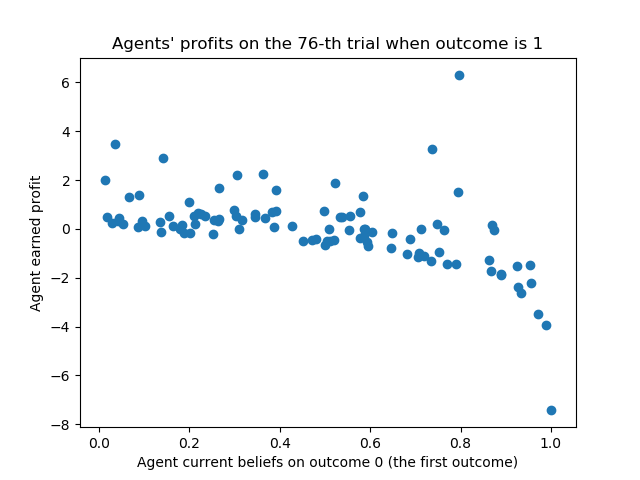 Agents' profits on the 76-th trial when outcome is 1
Agent earned profit
6
4
2
0
−2
−4
−6
−8
0.0 0.2 0.4 0.6 0.8 1.0
Agent current beliefs on outcome 0 (the first outcome)